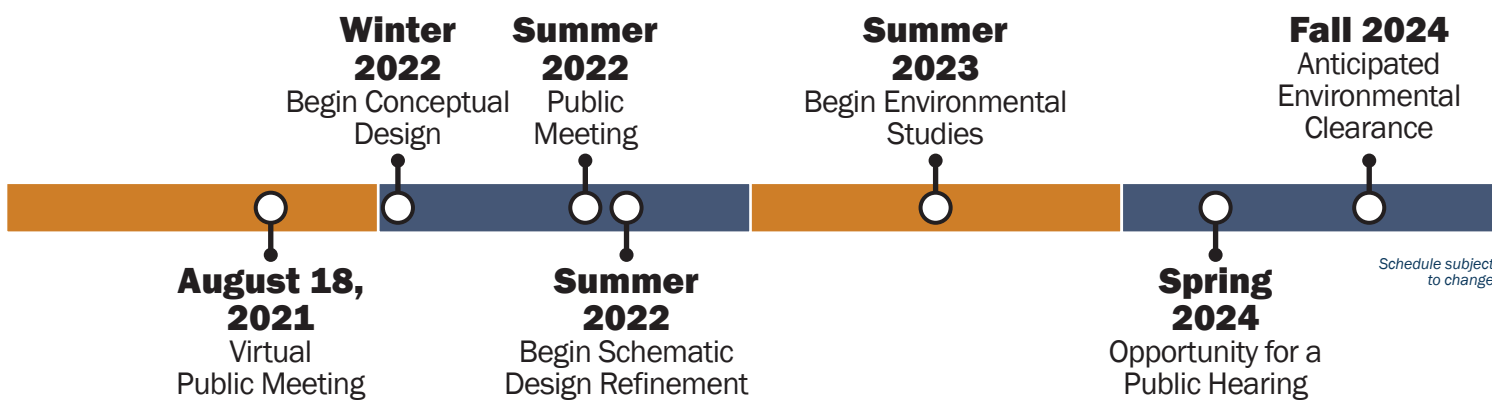 Winter
2022
Begin Conceptual
Design
Summer
2022
Public
Meeting
Summer
2023
Begin Environmental
Studies
Fall 2024
Anticipated
Environmental
Clearance
August 18,
2021
Virtual
Public Meeting
Summer
2022
Begin Schematic
Design Refinement
Spring
2024
Opportunity for a
Public Hearing
Schedule subject
to change